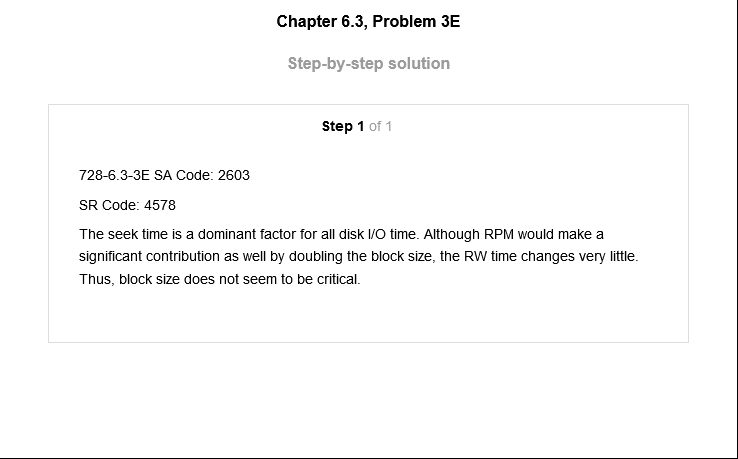 Chapter 6.3, Problem 3E
Step-by-step solution
Step 1 of 1
728-6.3-3E SA Code: 2603
SR Code: 4578
The seek time is a dominant factor for all disk I/O time. Although RPM would make a
significant contribution as well by doubling the block size, the RW time changes very little.
Thus, block size does not seem to be critical.